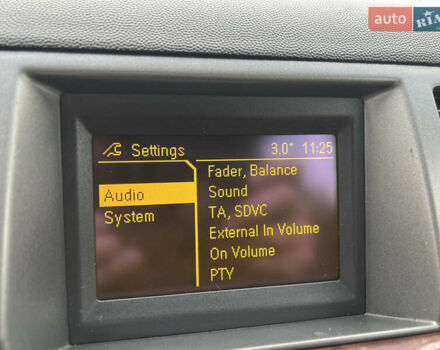 auto RIA
Settings 3.0° 11:25
Audio
System
Fader, Balance
Sound
TA, SDVC
External In Volume
On Volume
PTY